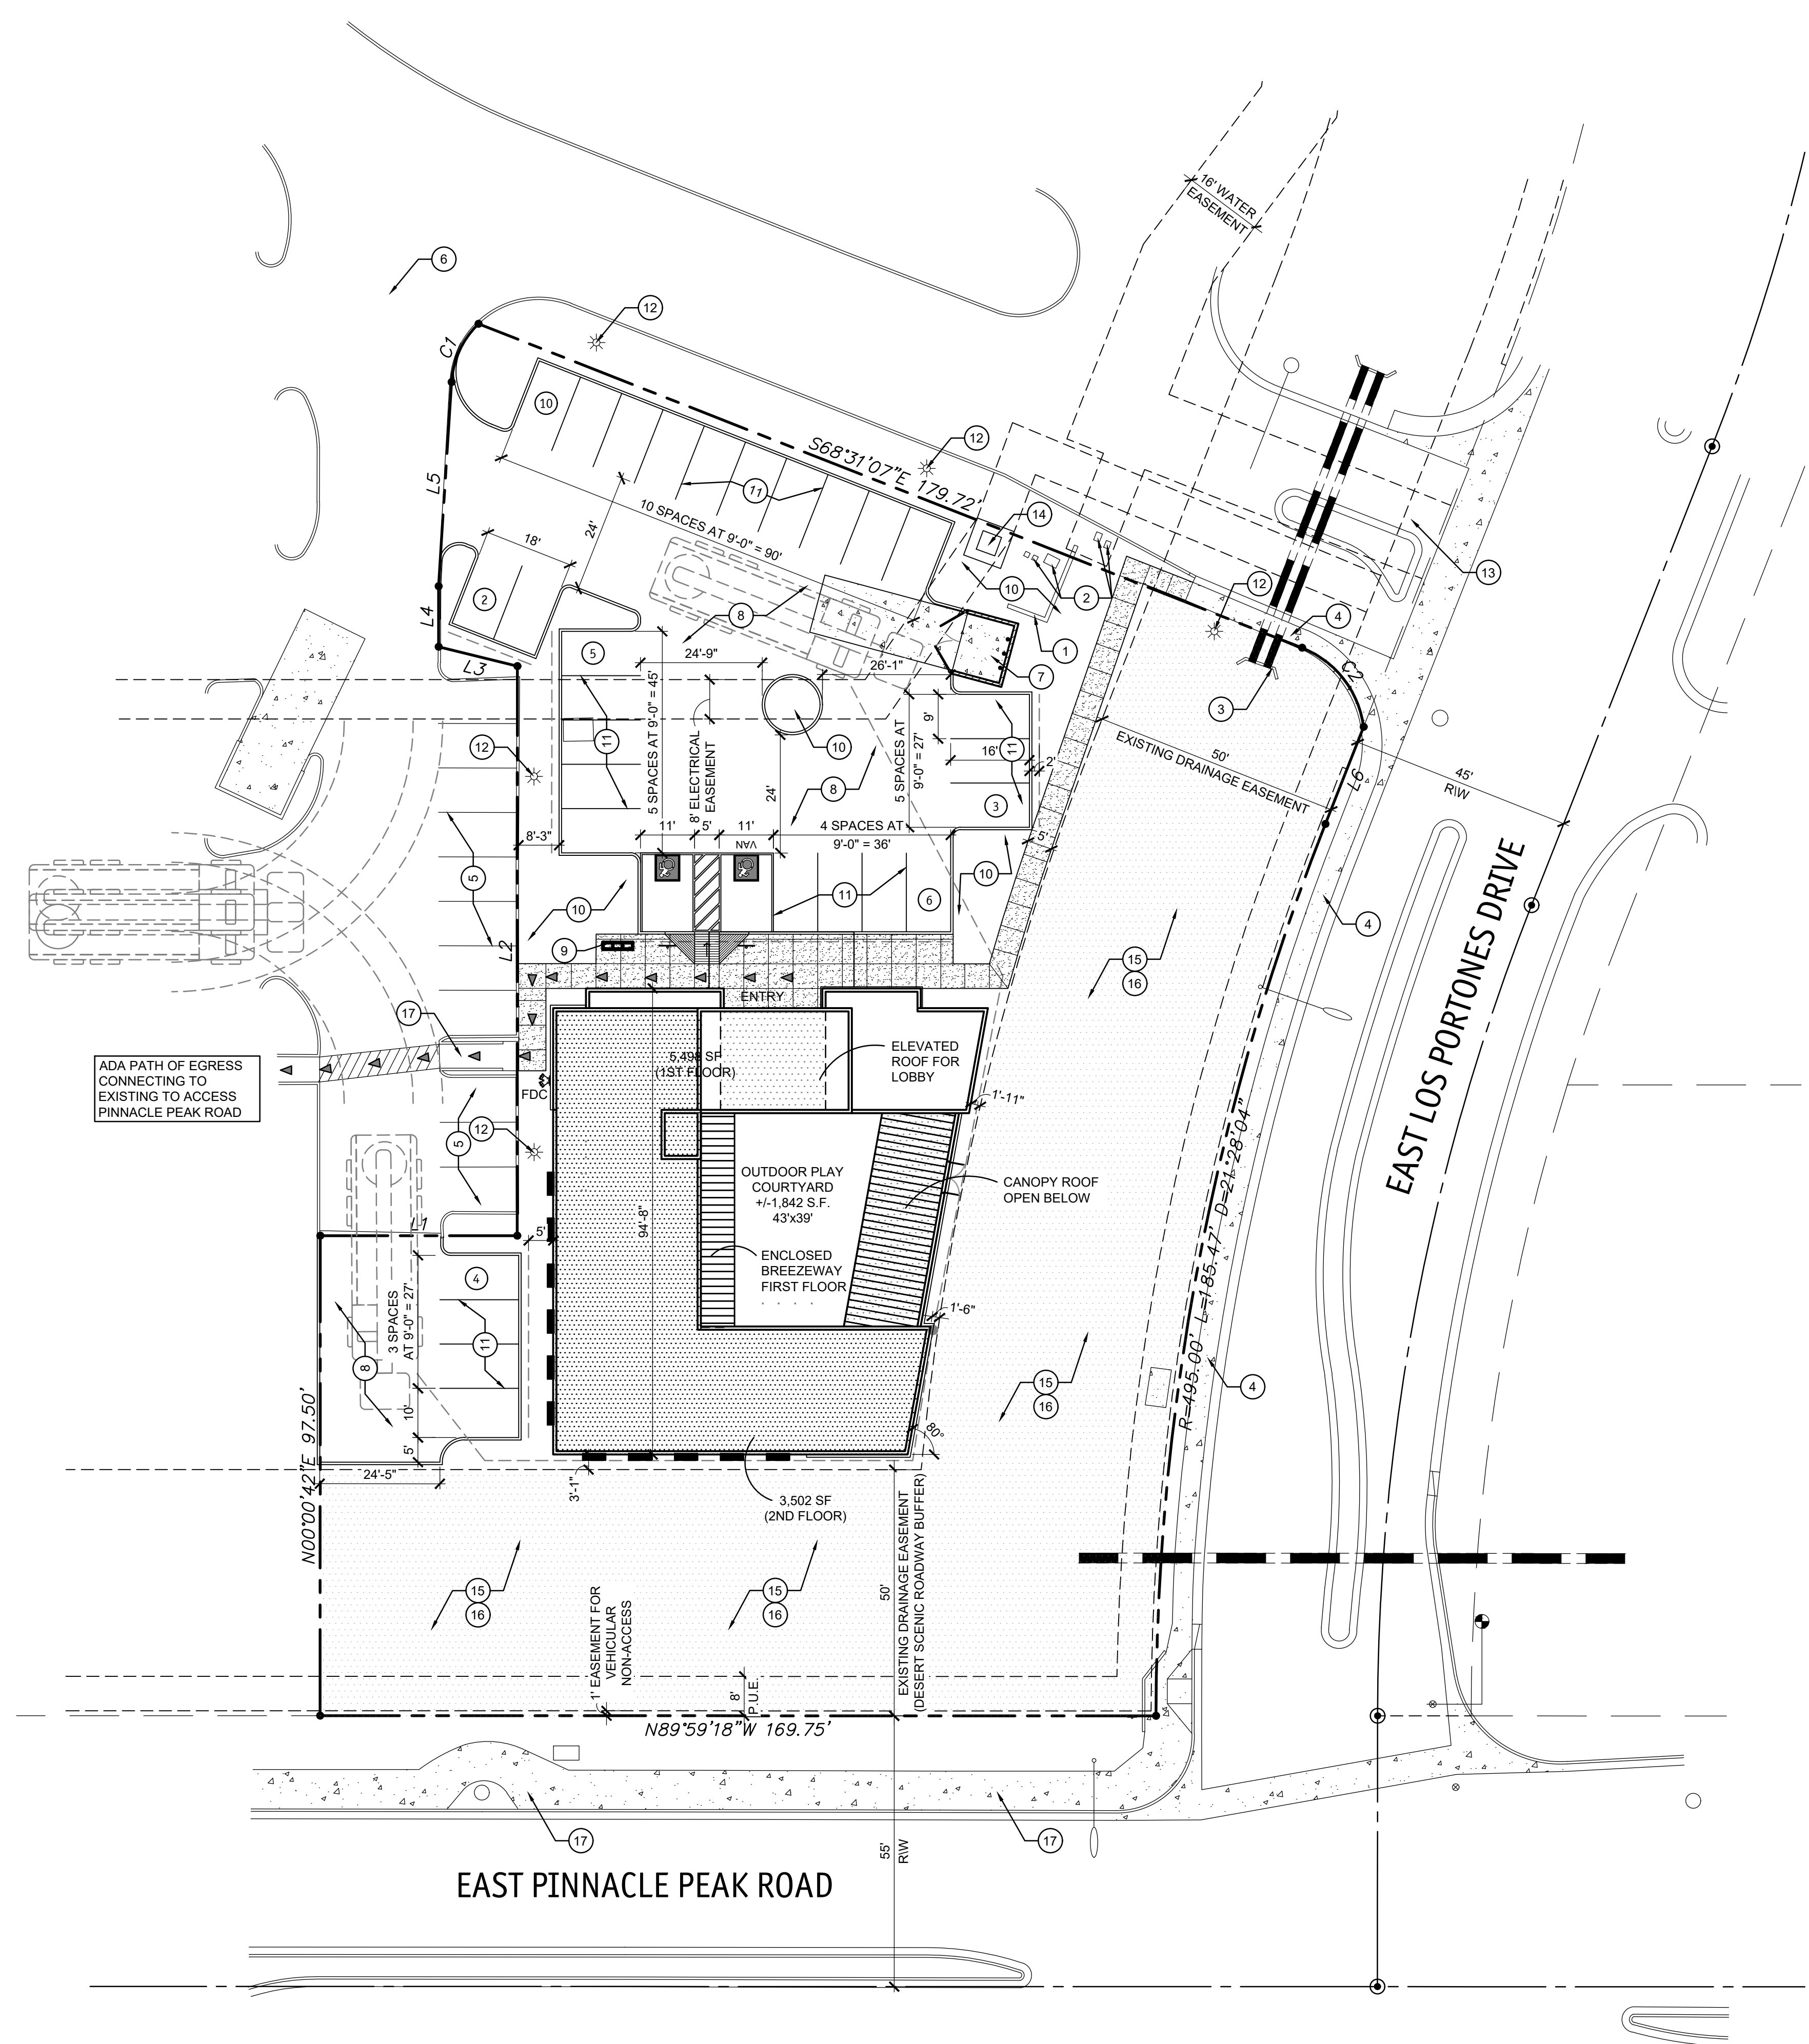 16' WATER
EASEMENT
6
12
C1
10
12
S68°31'07"E 179.72'
L5
11
10 SPACES AT 9'-0" = 90'
24'
14
18'
13
2
10
2
12
4
8
L4
1
C2
5
L3
24'-9"
26'-1"
7
3
5 SPACES AT 9'-0" = 45'
9'
11
12
10
8' ELECTRICAL
EASEMENT
5 SPACES AT
9'-0" = 27'
16'
11
2'
EXISTING DRAINAGE EASEMENT
50'
L6
45'
R\W
8
24'
3
11'
5'
11'
VAN
4 SPACES AT
9'-0" = 36'
8'-3"
5'
5
10
11
6
10
4
EAST LOS PORTONES DRIVE
L2
9
15
16
ENTRY
17
ADA PATH OF EGRESS
CONNECTING TO
EXISTING TO ACCESS
PINNACLE PEAK ROAD
5,498 SF
(1ST FLOOR)
ELEVATED
ROOF FOR
LOBBY
FDC
1'-11"
12
5
OUTDOOR PLAY
COURTYARD
+/-1,842 S.F.
43'x39'
CANOPY ROOF
OPEN BELOW
R=495.00' L=185.47' D=21°28'04"
94'-8"
L1
5'
ENCLOSED
BREEZEWAY
FIRST FLOOR
4
3 SPACES
AT 9'-0" = 27'
11
1'-6"
8
15
16
4
10'
80°
5'
24'-5"
N00°00'42"E 97.50'
3'-1"
3,502 SF
(2ND FLOOR)
EXISTING DRAINAGE EASEMENT
(DESERT SCENIC ROADWAY BUFFER)
50'
15
16
15
16
1' EASEMENT FOR
VEHICULAR
NON-ACCESS
8'
P.U.E.
N89°59'18"W 169.75'
17
17
55'
R\W
EAST PINNACLE PEAK ROAD